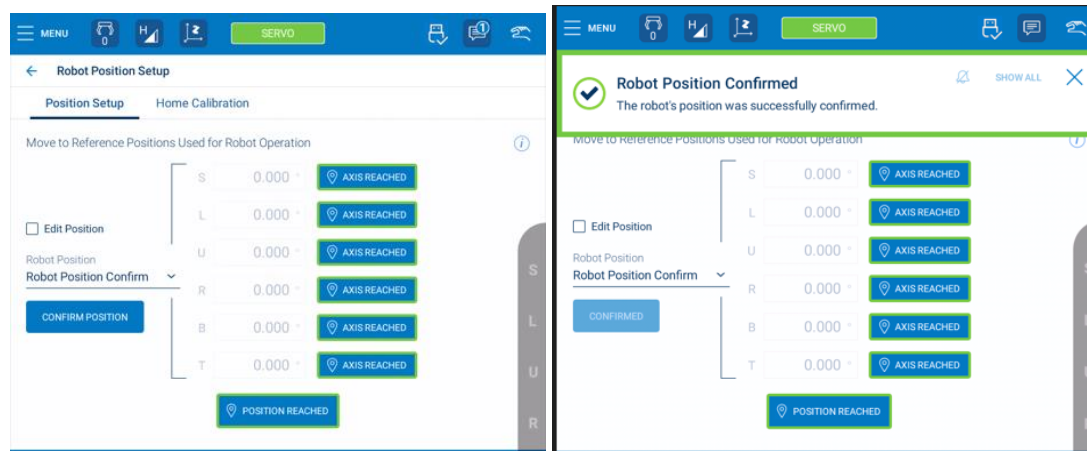 MENU
0
H
SERVO
1
Robot Position Setup
Position Setup Home Calibration
Move to Reference Positions Used for Robot Operation
i
S 0.000 ° AXIS REACHED
L 0.000 ° AXIS REACHED
Edit Position
U 0.000 ° AXIS REACHED
Robot Position
Robot Position Confirm
R 0.000 ° AXIS REACHED
CONFIRM POSITION
B 0.000 ° AXIS REACHED
T 0.000 ° AXIS REACHED
POSITION REACHED
S
L
U
R
MENU
0
H
SERVO
Robot Position Confirmed
SHOW ALL
The robot's position was successfully confirmed.
Move to Reference Positions Used for Robot Operation
S 0.000 ° AXIS REACHED
L 0.000 ° AXIS REACHED
Edit Position
U 0.000 ° AXIS REACHED
Robot Position
Robot Position Confirm
R 0.000 ° AXIS REACHED
CONFIRMED
B 0.000 ° AXIS REACHED
T 0.000 ° AXIS REACHED
POSITION REACHED